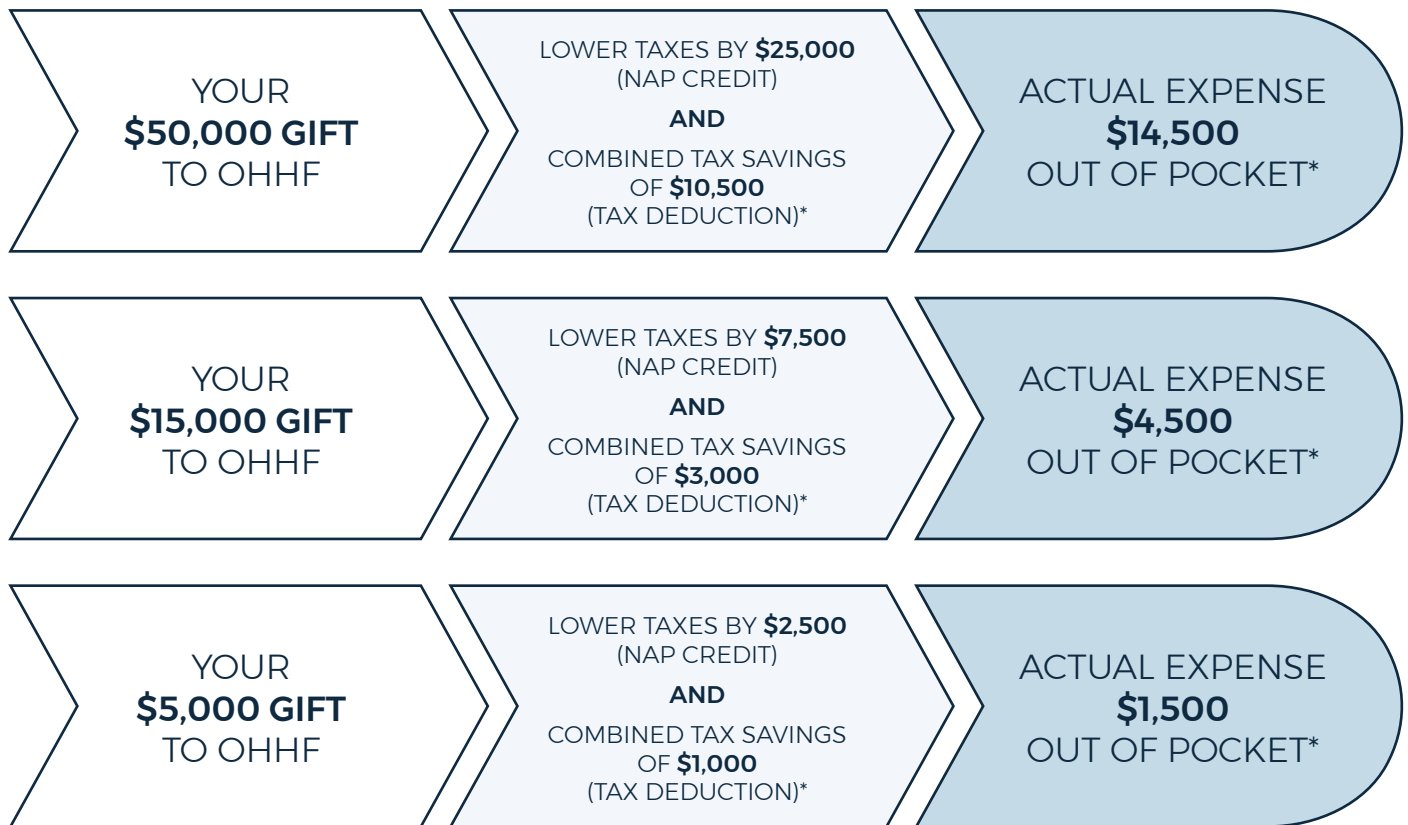 YOUR
$50,000 GIFT
TO OHHF
LOWER TAXES BY $25,000
(NAP CREDIT)
AND
COMBINED TAX SAVINGS
OF $10,500
(TAX DEDUCTION)*
ACTUAL EXPENSE
$14,500
OUT OF POCKET*
YOUR
$15,000 GIFT
TO OHHF
LOWER TAXES BY $7,500
(NAP CREDIT)
AND
COMBINED TAX SAVINGS
OF $3,000
(TAX DEDUCTION)*
ACTUAL EXPENSE
$4,500
OUT OF POCKET*
YOUR
$5,000 GIFT
TO OHHF
LOWER TAXES BY $2,500
(NAP CREDIT)
AND
COMBINED TAX SAVINGS
OF $1,000
(TAX DEDUCTION)*
ACTUAL EXPENSE
$1,500
OUT OF POCKET*